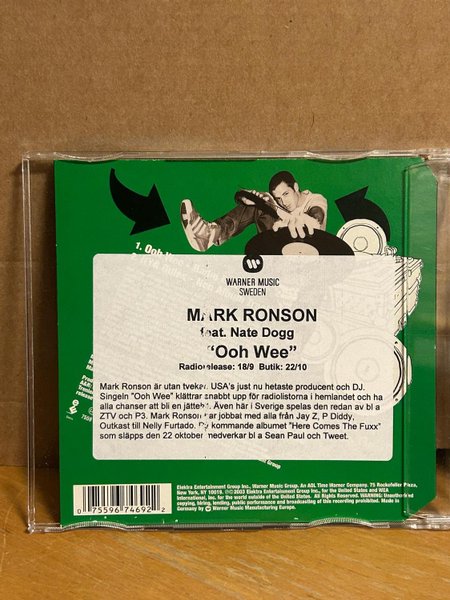 1. Ooh Wee
WARNER MUSIC
SWEDEN
MARK RONSON
feat. Nate Dogg
"Ooh Wee"
Radiorelease: 18/9 Butik: 22/10
Mark Ronson är utan tvekan USA's just nu hetaste producent och DJ.
Singeln "Ooh Wee" klättrar snabbt upp för radiolistorna i hemlandet och ha
alla chanser att bli en jättehit. Även här i Sverige spelas den redan av bl a
ZTV och P3. Mark Ronson har jobbat med alla från Jay Z, P Diddy,
Outkast till Nelly Furtado. På kommande albumet "Here Comes The Fuxx"
som släpps den 22 oktober medverkar bl a Sean Paul och Tweet.
Group
Elektra Entertainment Group Inc., Warner Music Group. An AOL Time Warner Company. 75 Rockefeller Plaza,
New York, NY 10019. ℗© 2003 Elektra Entertainment Group Inc., for the United States and WEA
International Inc. for the world outside of the United States. All Rights Reserved. WARNING: Unauthorized
copying, hiring, lending, public performance and broadcasting of this recording prohibited. Made in
Germany by Warner Music Manufacturing Europe.
0 75596 74692 2